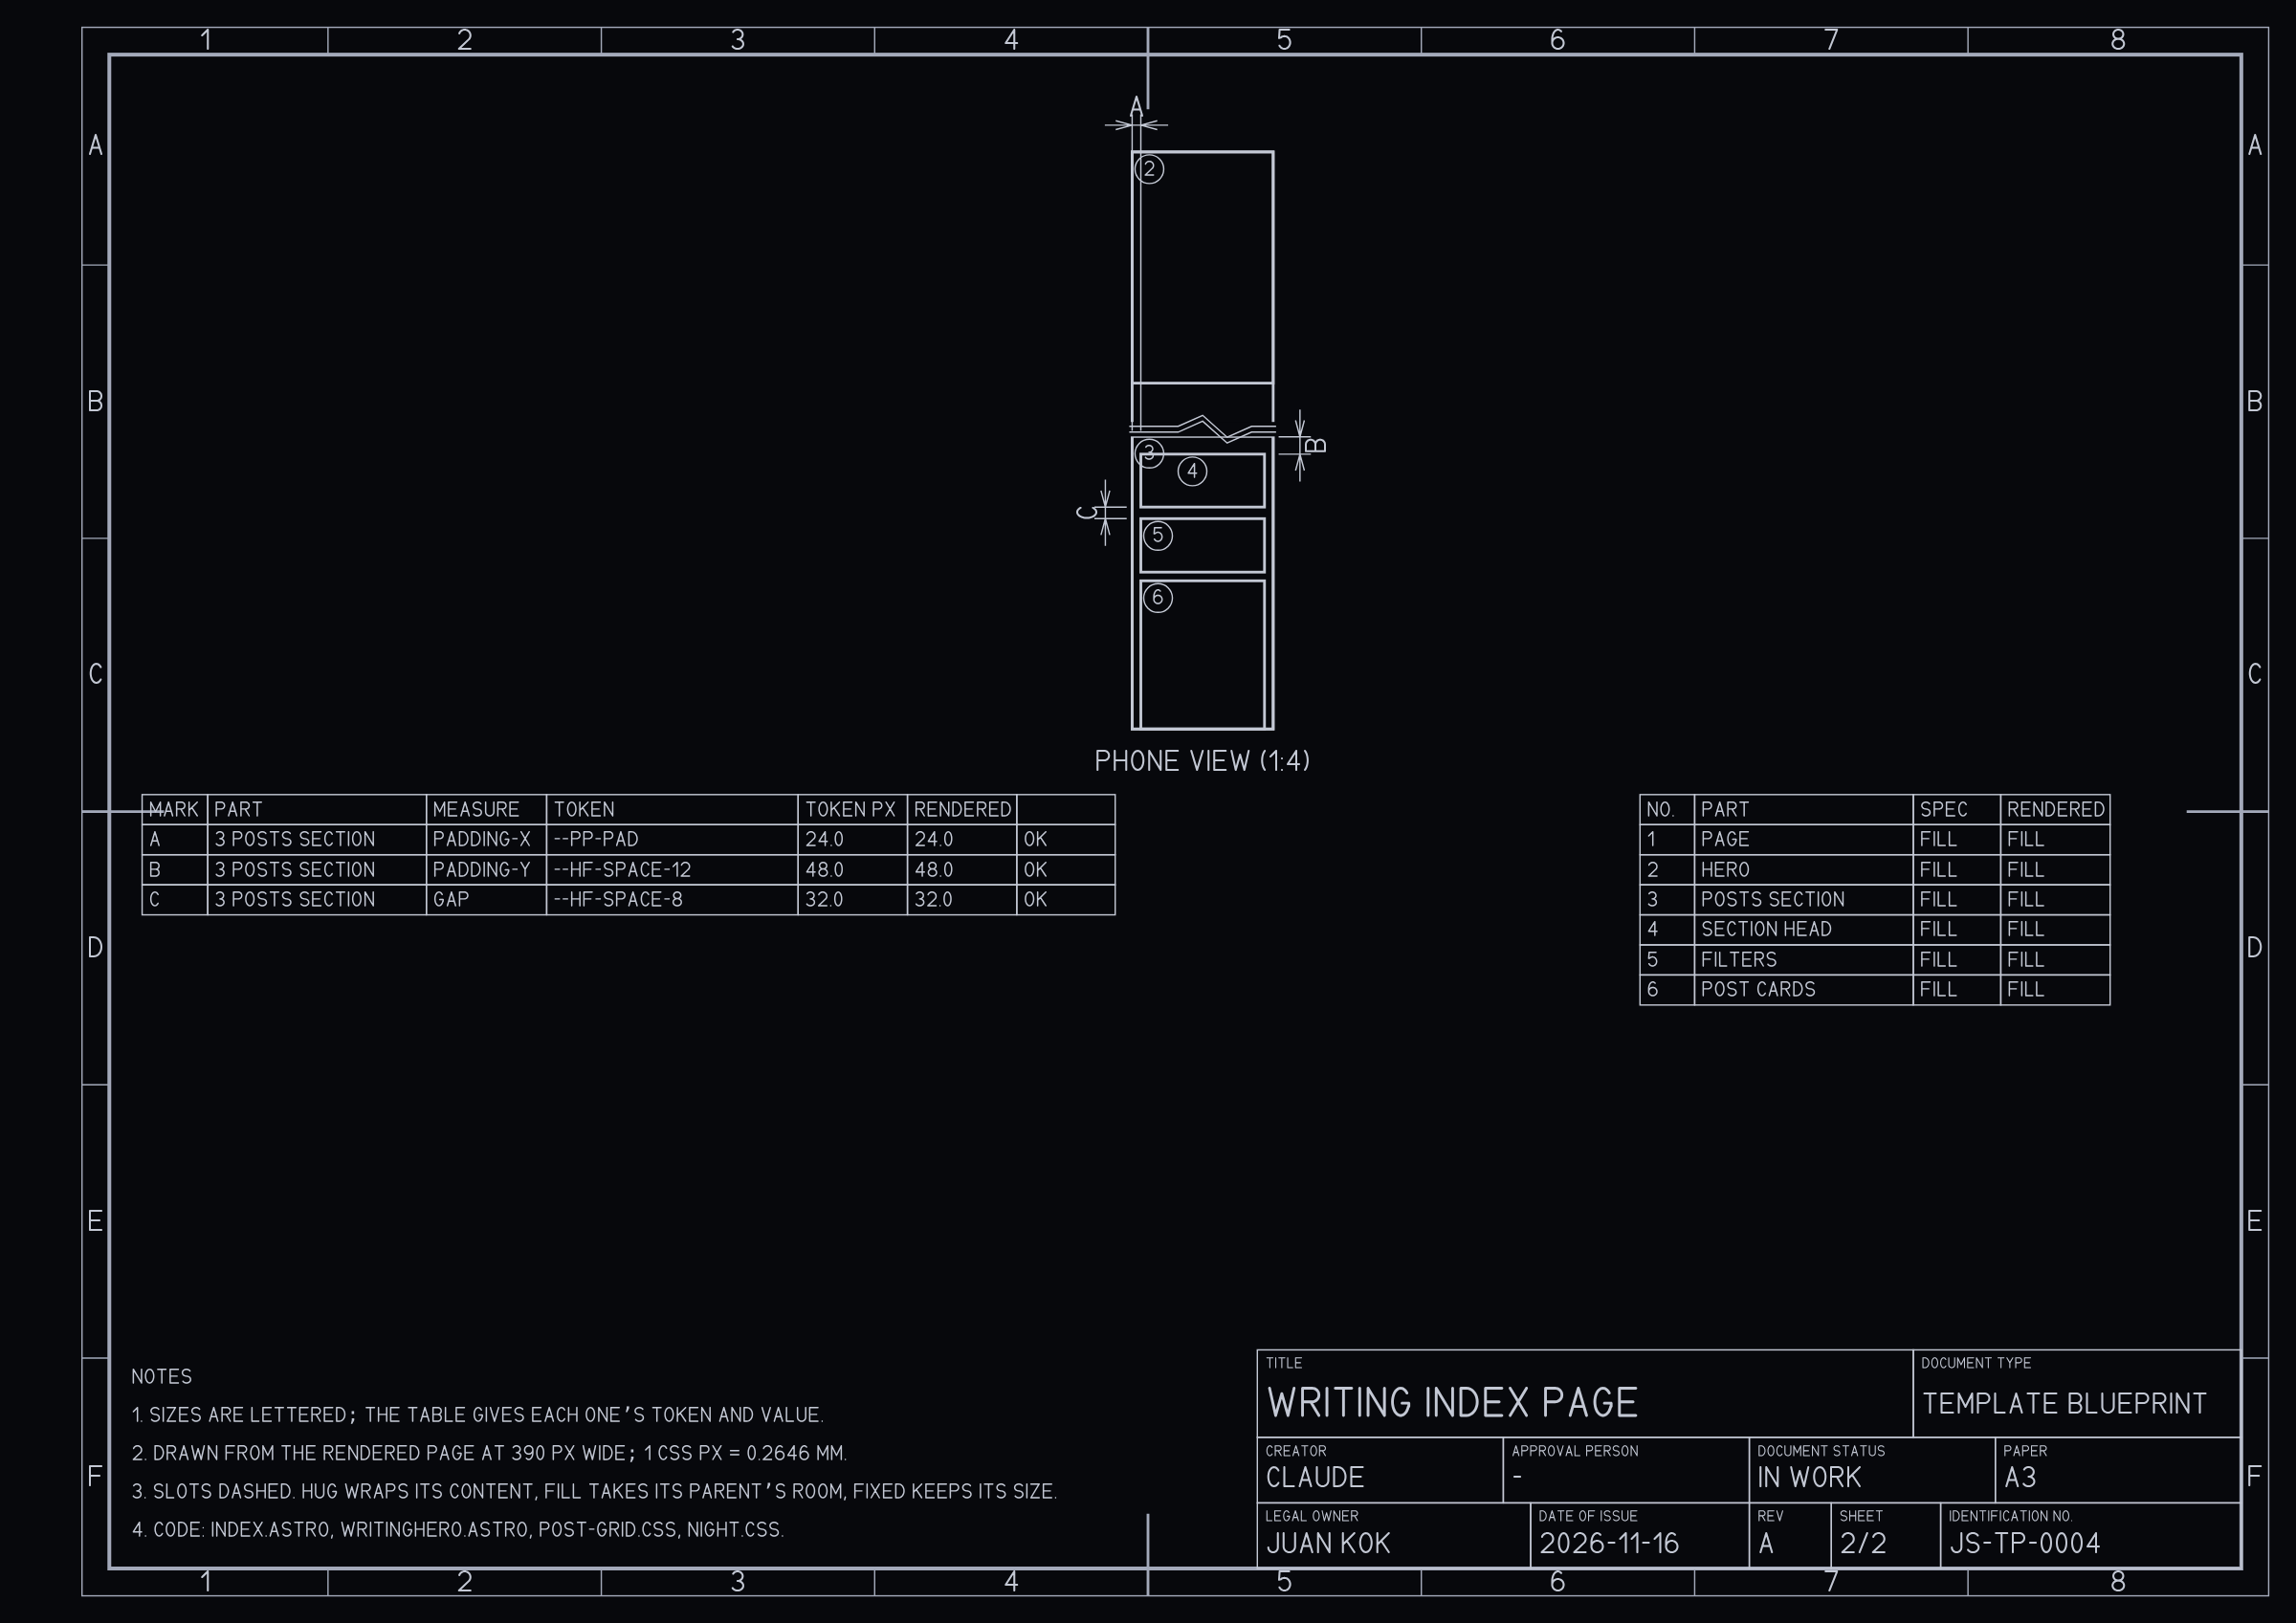 1 2 3 4 5 6 7 8
A A
A
2
B B
3
B
4
C
5
6
C C
PHONE VIEW (1:4)
MARK PART MEASURE TOKEN TOKEN PX RENDERED
A 3 POSTS SECTION PADDING-X --PP-PAD 24.0 24.0 OK
B 3 POSTS SECTION PADDING-Y --HF-SPACE-12 48.0 48.0 OK
C 3 POSTS SECTION GAP --HF-SPACE-8 32.0 32.0 OK
NO. PART SPEC RENDERED
1 PAGE FILL FILL
2 HERO FILL FILL
3 POSTS SECTION FILL FILL
4 SECTION HEAD FILL FILL
5 FILTERS FILL FILL
6 POST CARDS FILL FILL
D D
E E
NOTES
1. SIZES ARE LETTERED; THE TABLE GIVES EACH ONE'S TOKEN AND VALUE.
2. DRAWN FROM THE RENDERED PAGE AT 390 PX WIDE; 1 CSS PX = 0.2646 MM.
3. SLOTS DASHED. HUG WRAPS ITS CONTENT, FILL TAKES ITS PARENT'S ROOM, FIXED KEEPS ITS SIZE.
4. CODE: INDEX.ASTRO, WRITINGHERO.ASTRO, POST-GRID.CSS, NIGHT.CSS.
TITLE
WRITING INDEX PAGE
DOCUMENT TYPE
TEMPLATE BLUEPRINT
CREATOR
CLAUDE
APPROVAL PERSON
-
DOCUMENT STATUS
IN WORK
PAPER
A3
LEGAL OWNER
JUAN KOK
DATE OF ISSUE
2026-11-16
REV
A
SHEET
2/2
IDENTIFICATION NO.
JS-TP-0004
F F
1 2 3 4 5 6 7 8